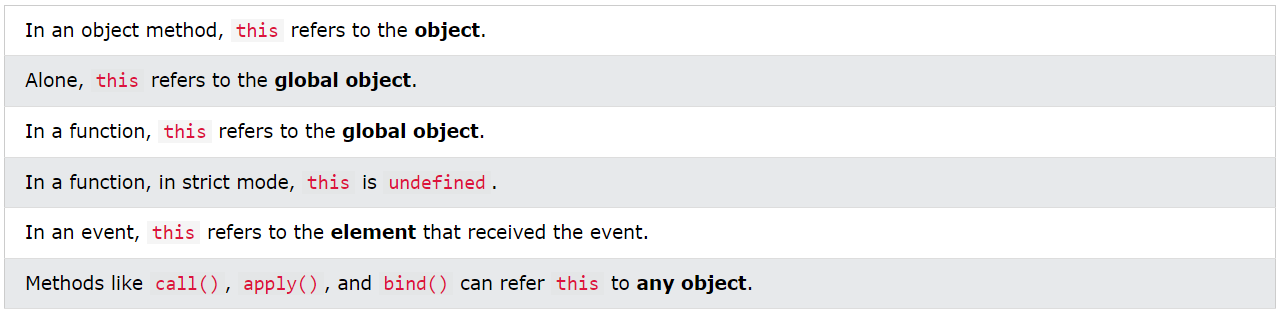 In an object method, this refers to the object.
Alone, this refers to the global object.
In a function, this refers to the global object.
In a function, in strict mode, this is undefined.
In an event, this refers to the element that received the event.
Methods like call(), apply(), and bind() can refer this to any object.